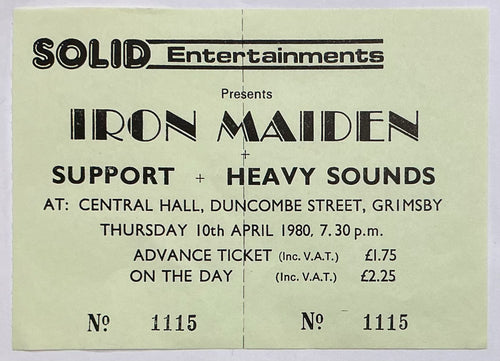 SOLID Entertainments
Presents
IRON MAIDEN
+
SUPPORT + HEAVY SOUNDS
AT: CENTRAL HALL, DUNCOMBE STREET, GRIMSBY
THURSDAY 10th APRIL 1980, 7.30 p.m.
ADVANCE TICKET (Inc. V.A.T.) £1.75
ON THE DAY (Inc. V.A.T.) £2.25
Nº 1115 Nº 1115